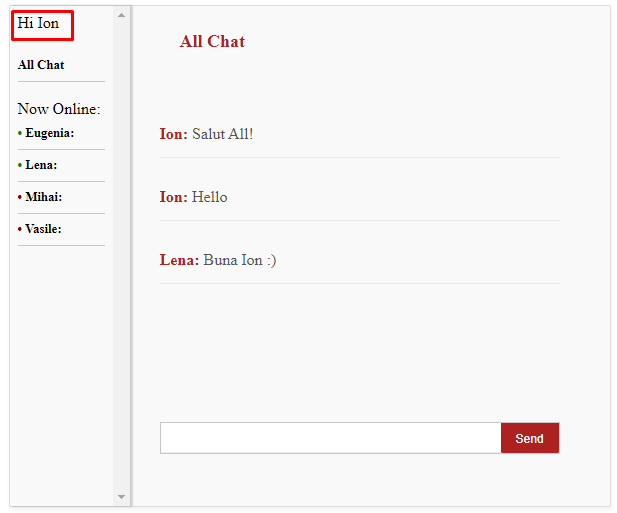 Hi Ion
All Chat
Now Online:
• Eugenia:
• Lena:
• Mihai:
• Vasile:
All Chat
Ion: Salut All!
Ion: Hello
Lena: Buna Ion :)
Send